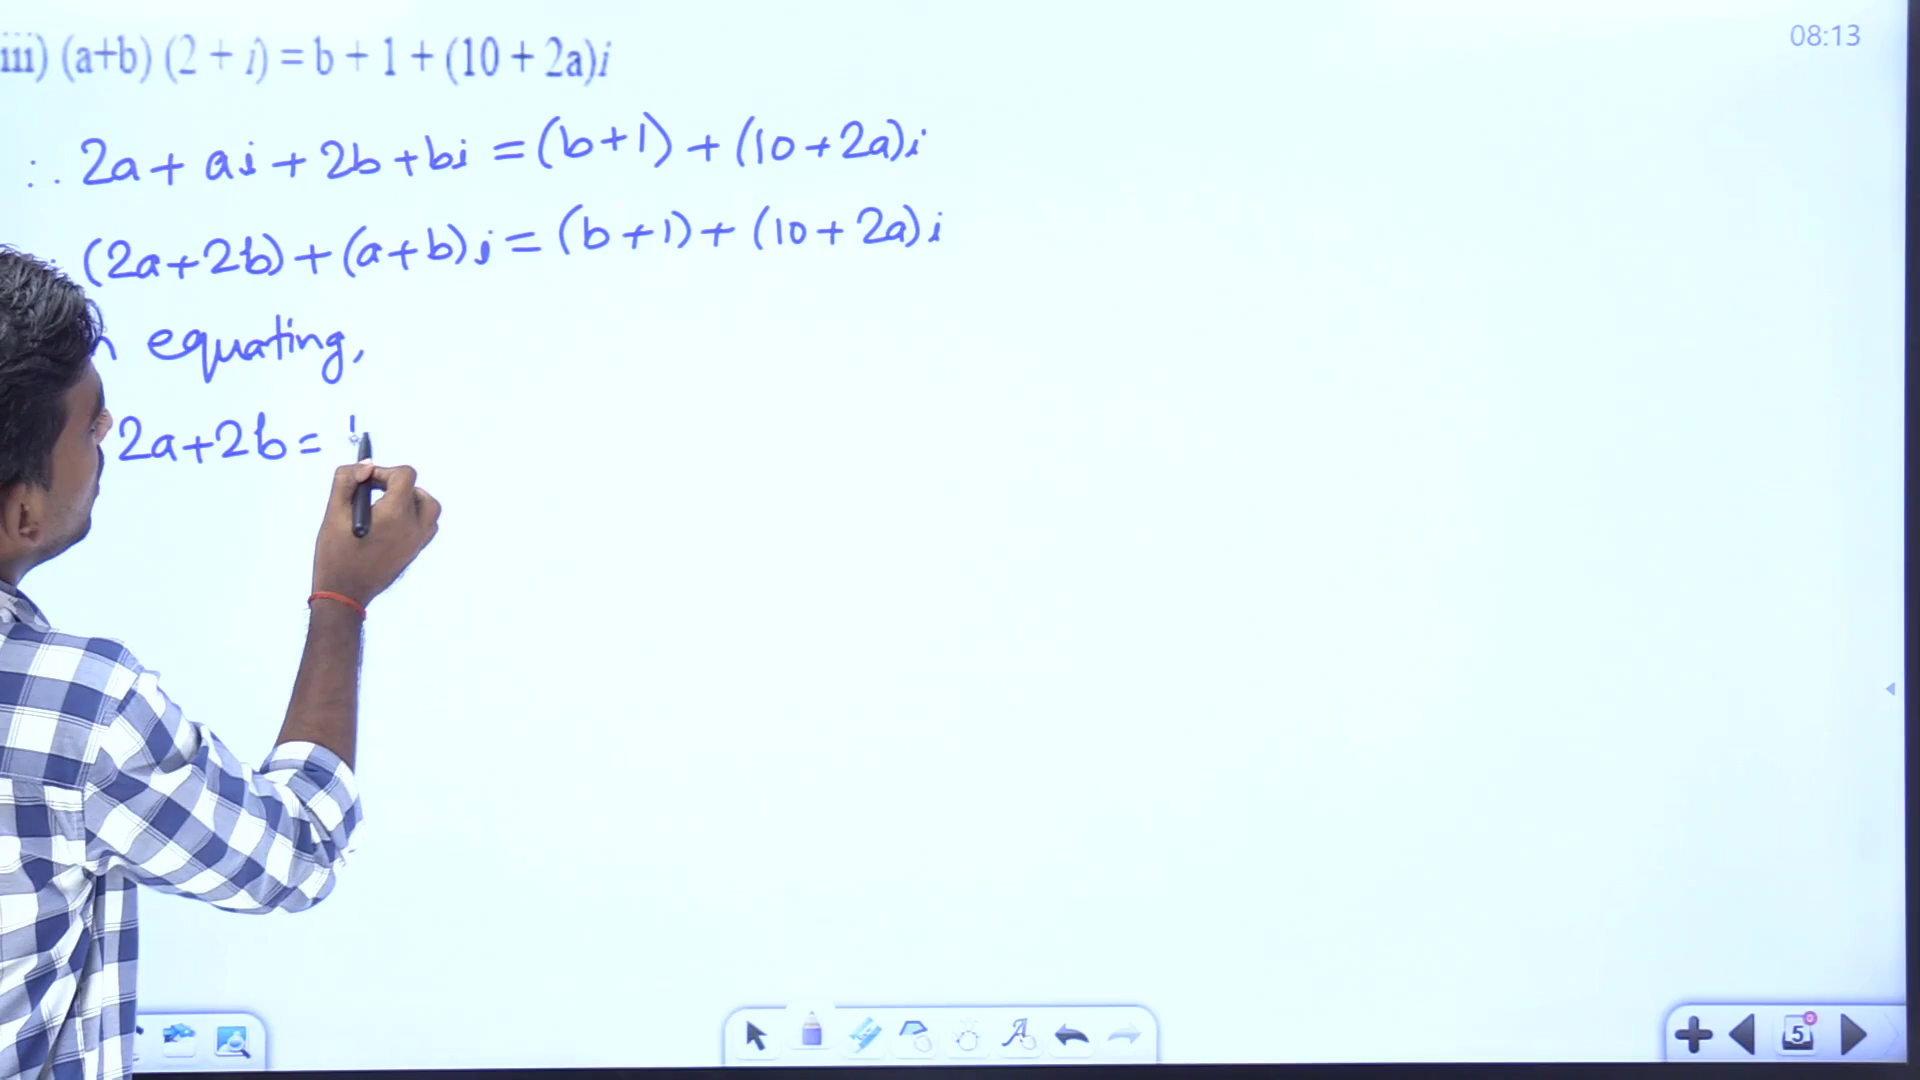 iii) (a+b) (2 + i) = b + 1 + (10 + 2a)i
08:13
∴ 2a + ai + 2b + bi = (b+1) + (10+2a)i
(2a+2b) + (a+b)i = (b+1) + (10+2a)i
equating,
2a+2b =
5